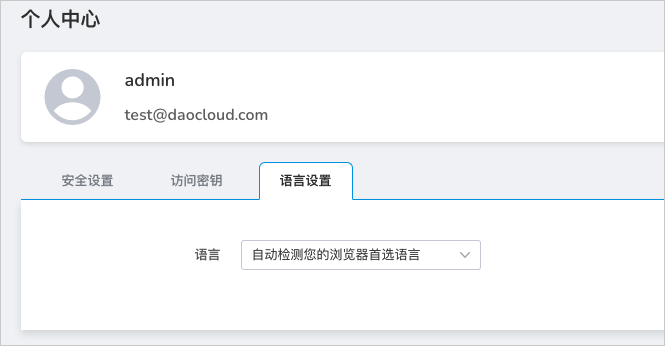 个人中心
admin
test@daocloud.com
安全设置 访问密钥 语言设置
语言 自动检测您的浏览器首选语言